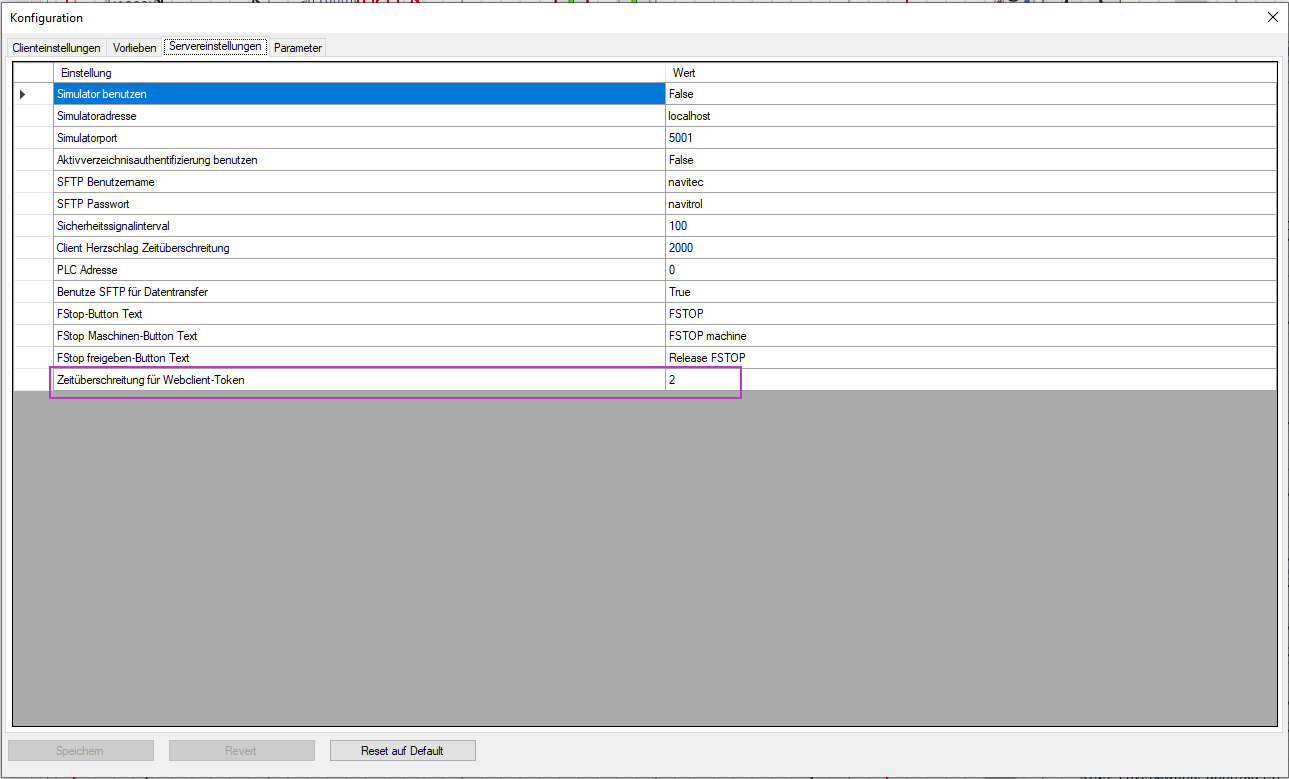 Konfiguration
Clienteinstellungen Vorlieben Servereinstellungen Parameter
Einstellung Wert
Simulator benutzen False
Simulatoradresse localhost
Simulatorport 5001
Aktivverzeichnisauthentifizierung benutzen False
SFTP Benutzername navitec
SFTP Passwort navitrol
Sicherheitssignalinterval 100
Client Herzschlag Zeitüberschreitung 2000
PLC Adresse 0
Benutze SFTP für Datentransfer True
FStop-Button Text FSTOP
FStop Maschinen-Button Text FSTOP machine
FStop freigeben-Button Text Release FSTOP
Zeitüberschreitung für Webclient-Token 2
Speichern Revert Reset auf Default